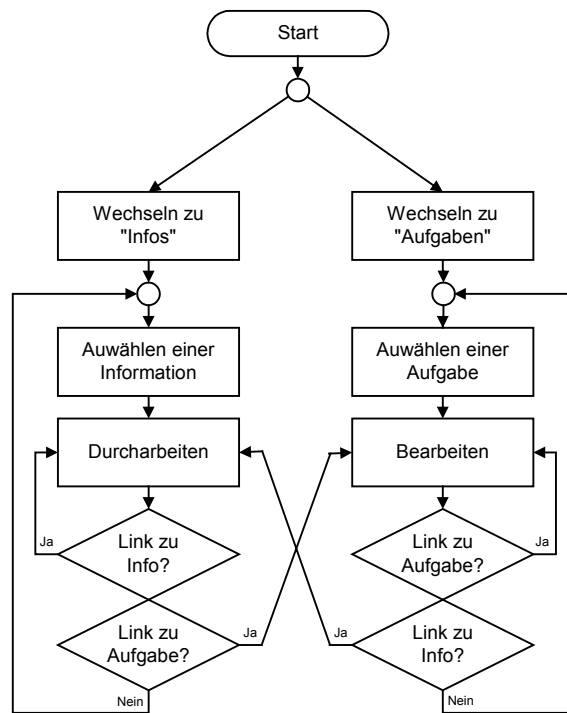 Start
Wechseln zu
"Infos"
Wechseln zu
"Aufgaben"
Auwählen einer
Information
Auwählen einer
Aufgabe
Durcharbeiten
Bearbeiten
Ja
Link zu
Info?
Link zu
Aufgabe?
Ja
Link zu
Aufgabe?
Ja
Ja
Link zu
Info?
Nein
Nein